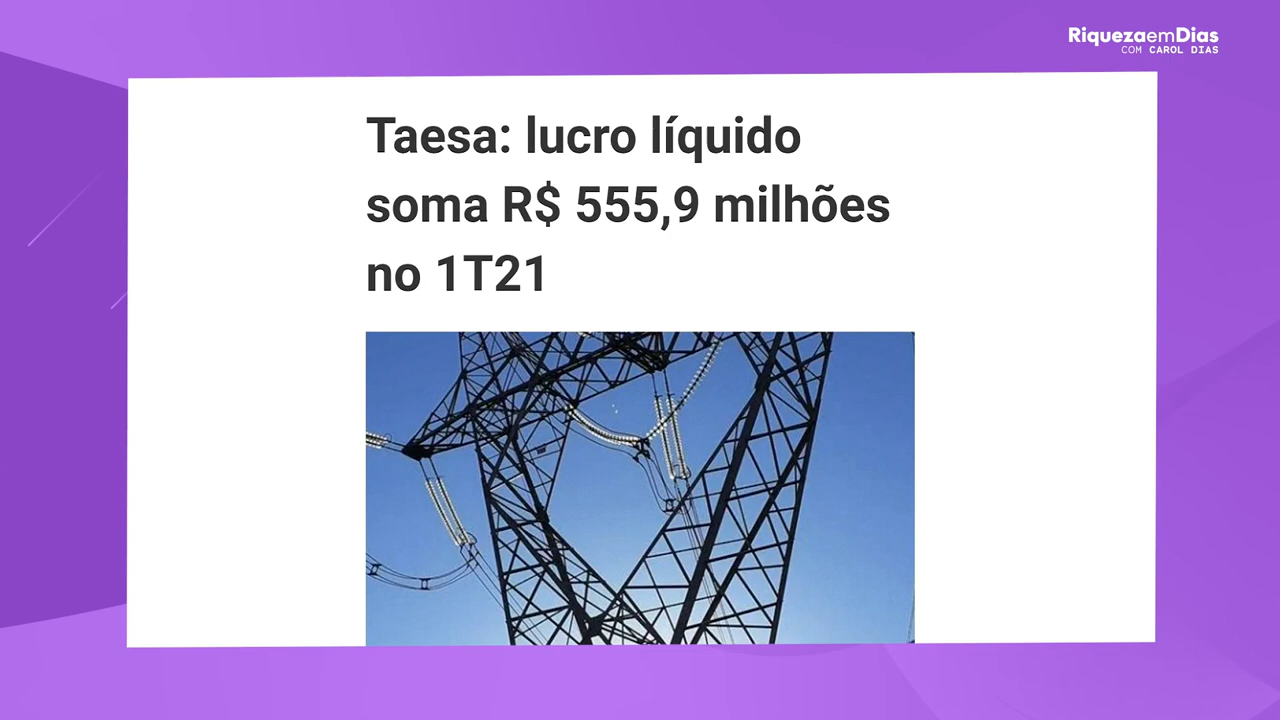 RiquezaemDias
COM CAROL DIAS
Taesa: lucro líquido
soma R$ 555,9 milhões
no 1T21